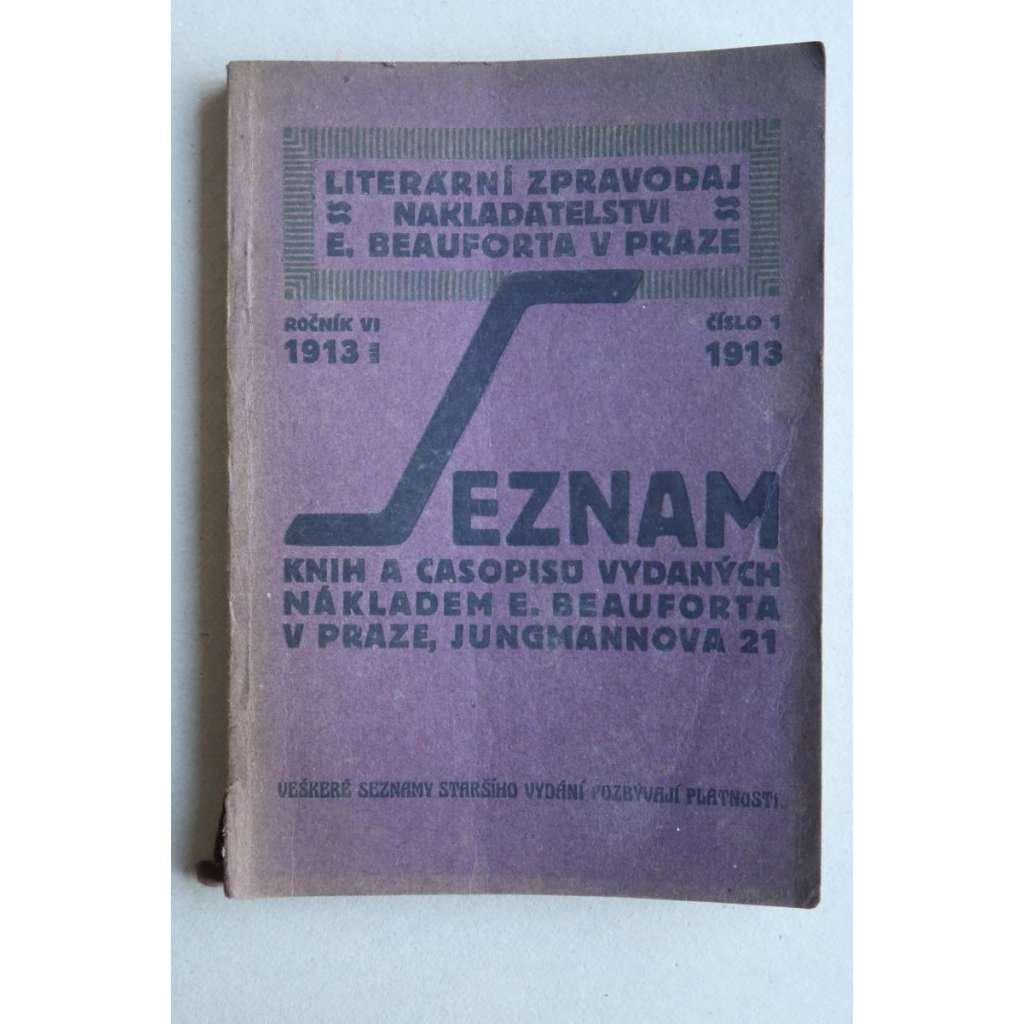 LITERÁRNÍ ZPRAVODAJ
NAKLADATELSTVI
E. BEAUFORTA V PRAZE
ROČNÍK VI ČÍSLO 1
1913 1913
SEZNAM
KNIH A ČASOPISŮ VYDANÝCH
NÁKLADEM E. BEAUFORTA
V PRAZE, JUNGMANNOVA 21
VEŠKERÉ SEZNAMY STARŠÍHO VYDÁNÍ POZBÝVAJÍ PLATNOSTI.